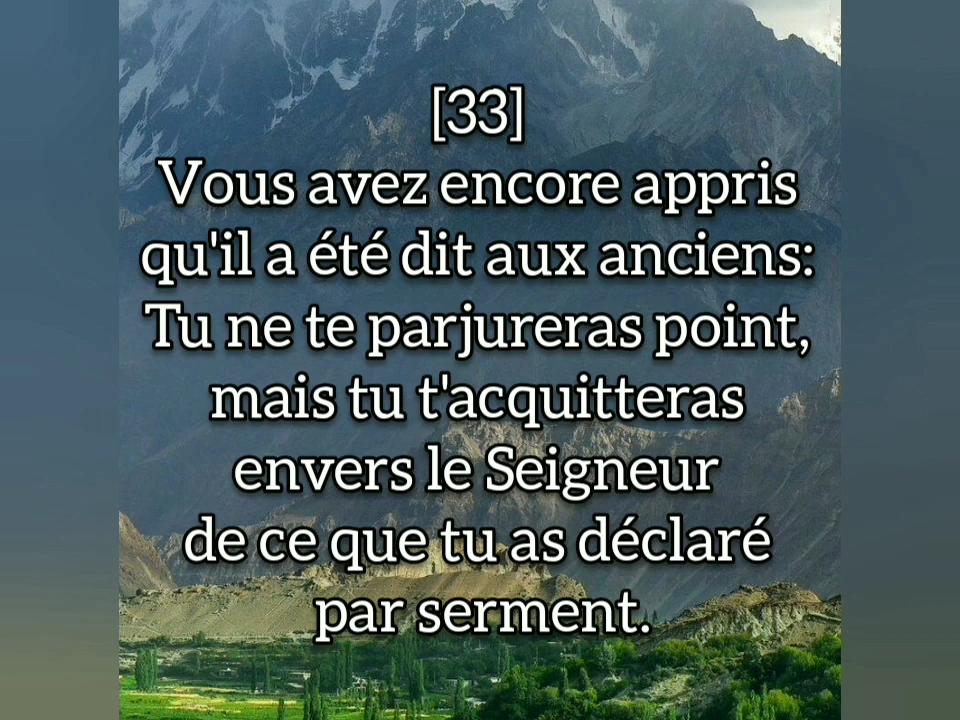 [33]
Vous avez encore appris
qu'il a été dit aux anciens:
Tu ne te parjureras point,
mais tu t'acquitteras
envers le Seigneur
de ce que tu as déclaré
par serment.